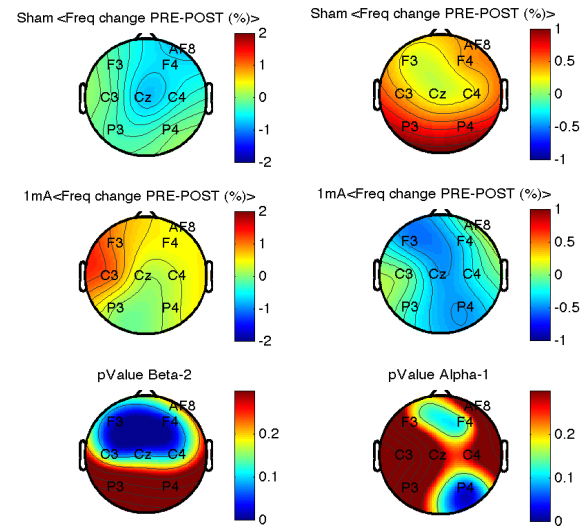 Sham <Freq change PRE-POST (%)>
AF8
F3 F4
C3 Cz C4
P3 P4
2
1
0
-1
-2
Sham <Freq change PRE-POST (%)>
AF8
F3 F4
C3 Cz C4
P3 P4
1
0.5
0
-0.5
-1
1mA<Freq change PRE-POST (%)>
AF8
F3 F4
C3 Cz C4
P3 P4
2
1
0
-1
-2
1mA<Freq change PRE-POST (%)>
AF8
F3 F4
C3 Cz C4
P3 P4
1
0.5
0
-0.5
-1
pValue Beta-2
AF8
F3 F4
C3 Cz C4
P3 P4
0.2
0.1
0
pValue Alpha-1
AF8
F3 F4
C3 Cz C4
P3 P4
0.2
0.1
0